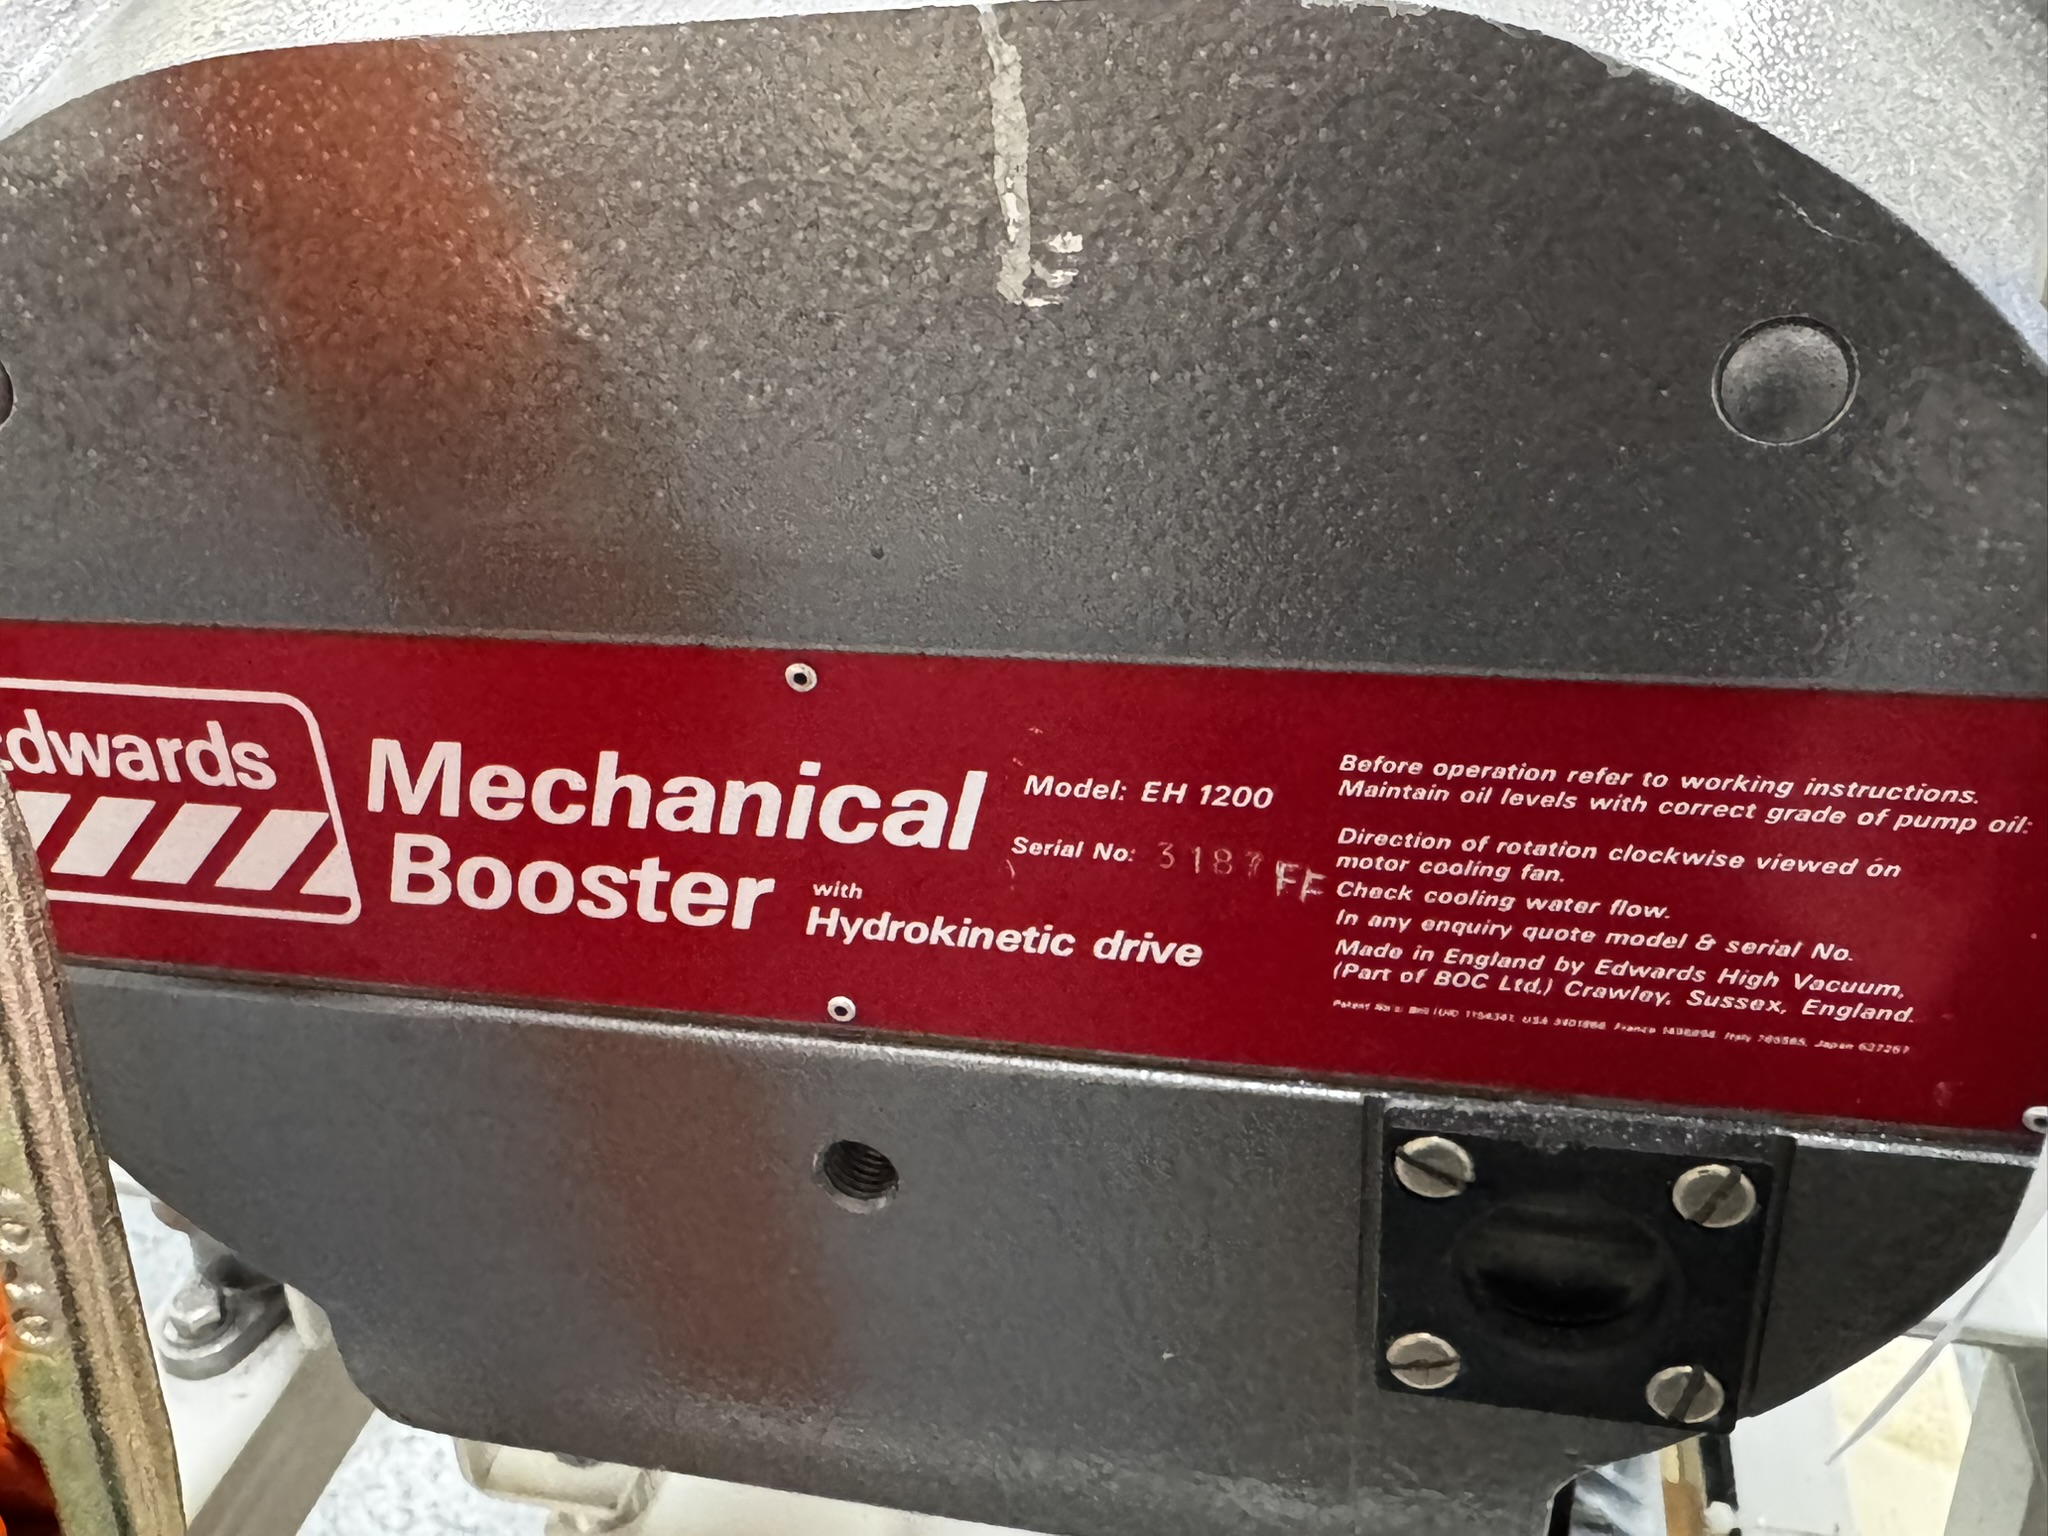 Edwards
Mechanical
Booster
with
Hydrokinetic drive
Model: EH 1200
Serial No: 3187 FF
Before operation refer to working instructions.
Maintain oil levels with correct grade of pump oil:
Direction of rotation clockwise viewed on
motor cooling fan.
Check cooling water flow.
In any enquiry quote model & serial No.
Made in England by Edwards High Vacuum,
(Part of BOC Ltd.) Crawley, Sussex, England.